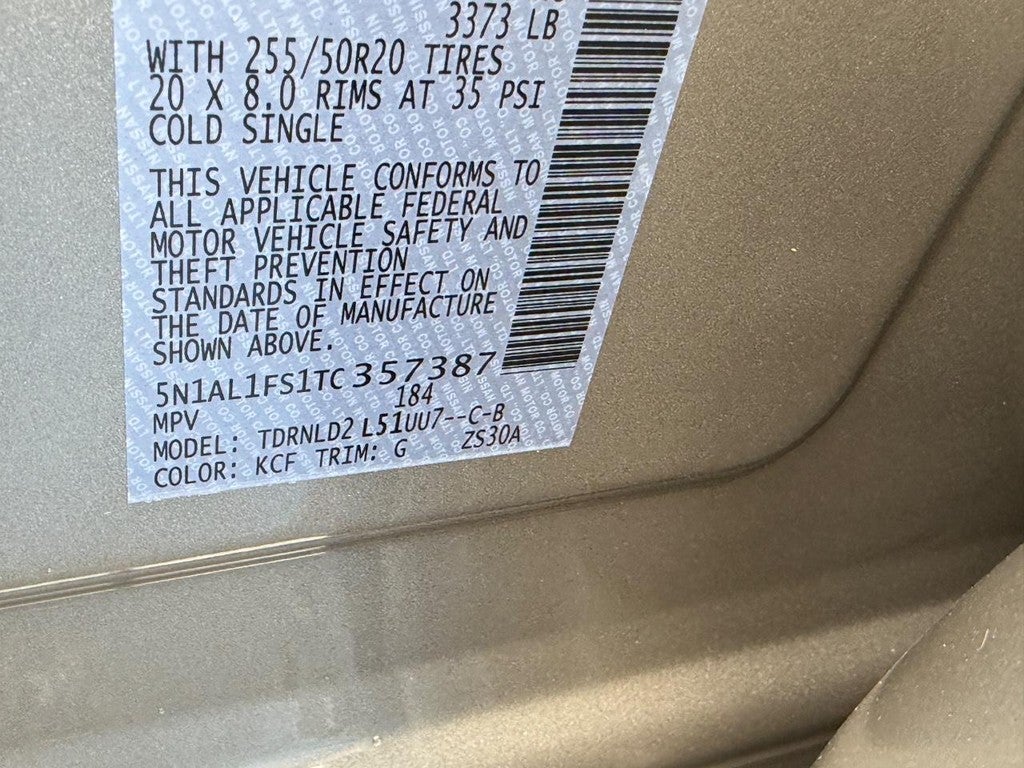 3373 LB
WITH 255/50R20 TIRES
20 X 8.0 RIMS AT 35 PSI
COLD SINGLE
THIS VEHICLE CONFORMS TO
ALL APPLICABLE FEDERAL
MOTOR VEHICLE SAFETY AND
THEFT PREVENTION
STANDARDS IN EFFECT ON
THE DATE OF MANUFACTURE
SHOWN ABOVE.
5N1AL1FS1TC357387
MPV 184
MODEL: TDRNLD2 L51UU7--C-B
COLOR: KCF TRIM: G ZS30A